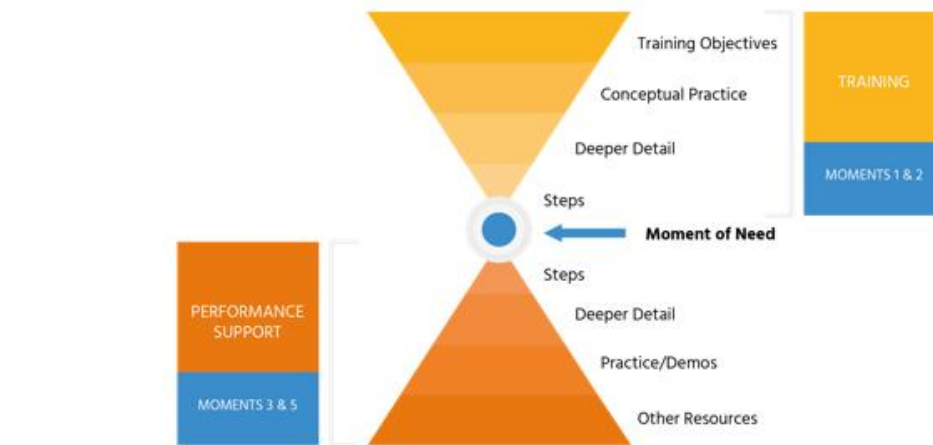 Training Objectives
TRAINING
Conceptual Practice
Deeper Detail
MOMENTS 1 & 2
Steps
Moment of Need
Steps
PERFORMANCE
SUPPORT
Deeper Detail
Practice/Demos
MOMENTS 3 & 5
Other Resources